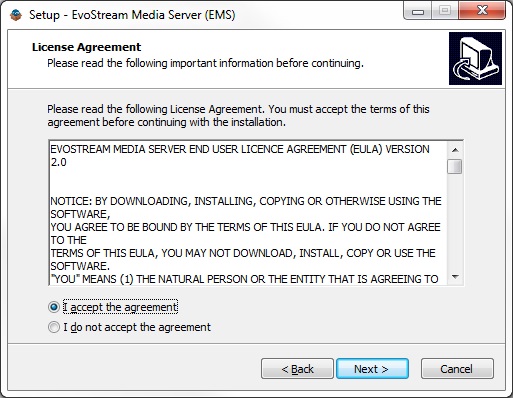 Setup - EvoStream Media Server (EMS)
License Agreement
Please read the following important information before continuing.
Please read the following License Agreement. You must accept the terms of this
agreement before continuing with the installation.
EVOSTREAM MEDIA SERVER END USER LICENCE AGREEMENT (EULA) VERSION
2.0
NOTICE: BY DOWNLOADING, INSTALLING, COPYING OR OTHERWISE USING THE
SOFTWARE,
YOU AGREE TO BE BOUND BY THE TERMS OF THIS EULA. IF YOU DO NOT AGREE
TO THE
TERMS OF THIS EULA, YOU MAY NOT DOWNLOAD, INSTALL, COPY OR USE THE
SOFTWARE.
"YOU" MEANS (1) THE NATURAL PERSON OR THE ENTITY THAT IS AGREEING TO
I accept the agreement
I do not accept the agreement
< Back
Next >
Cancel